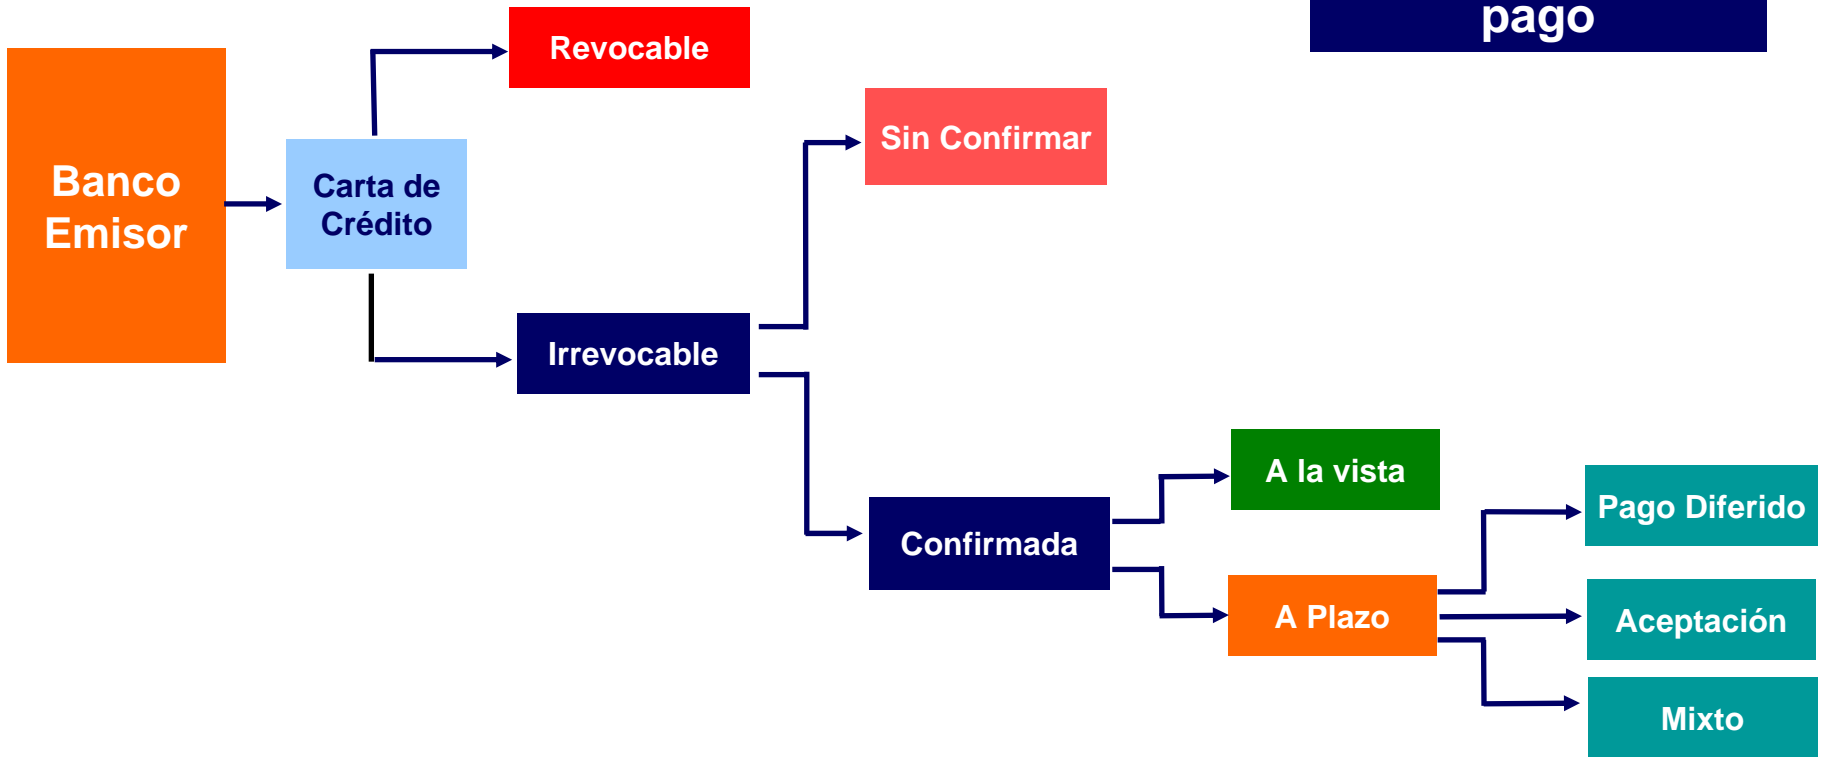 pago
Revocable
Sin Confirmar
Banco
Emisor
Carta de
Crédito
Irrevocable
A la vista
Pago Diferido
Confirmada
A Plazo
Aceptación
Mixto